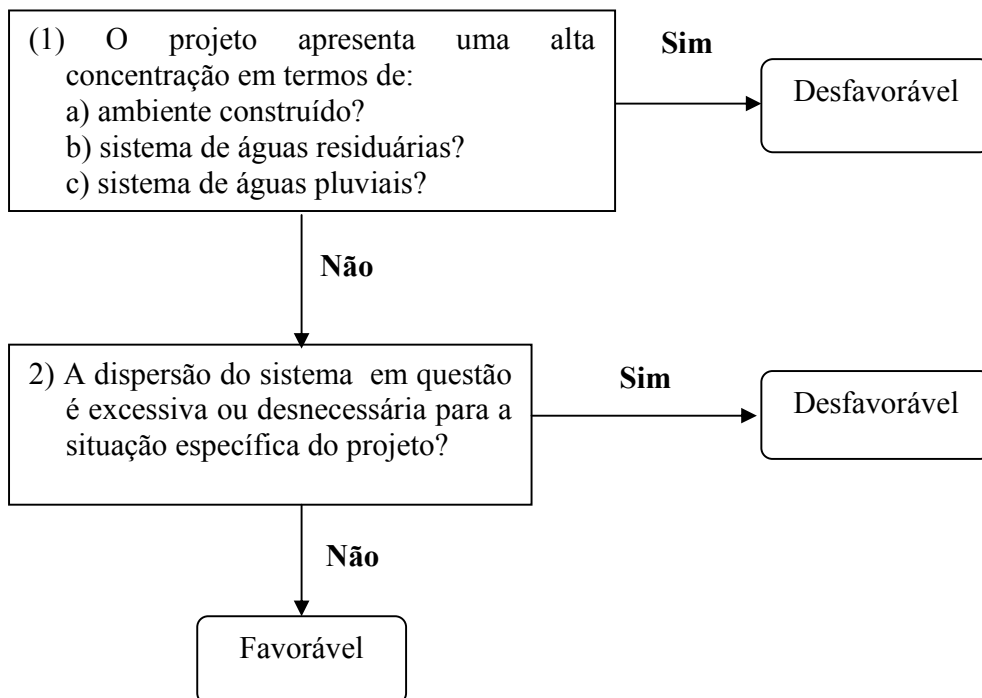 (1) O projeto apresenta uma alta
concentração em termos de:
a) ambiente construído?
b) sistema de águas residuárias?
c) sistema de águas pluviais?
Sim
Desfavorável
Não
2) A dispersão do sistema em questão
é excessiva ou desnecessária para a
situação específica do projeto?
Sim
Desfavorável
Não
Favorável